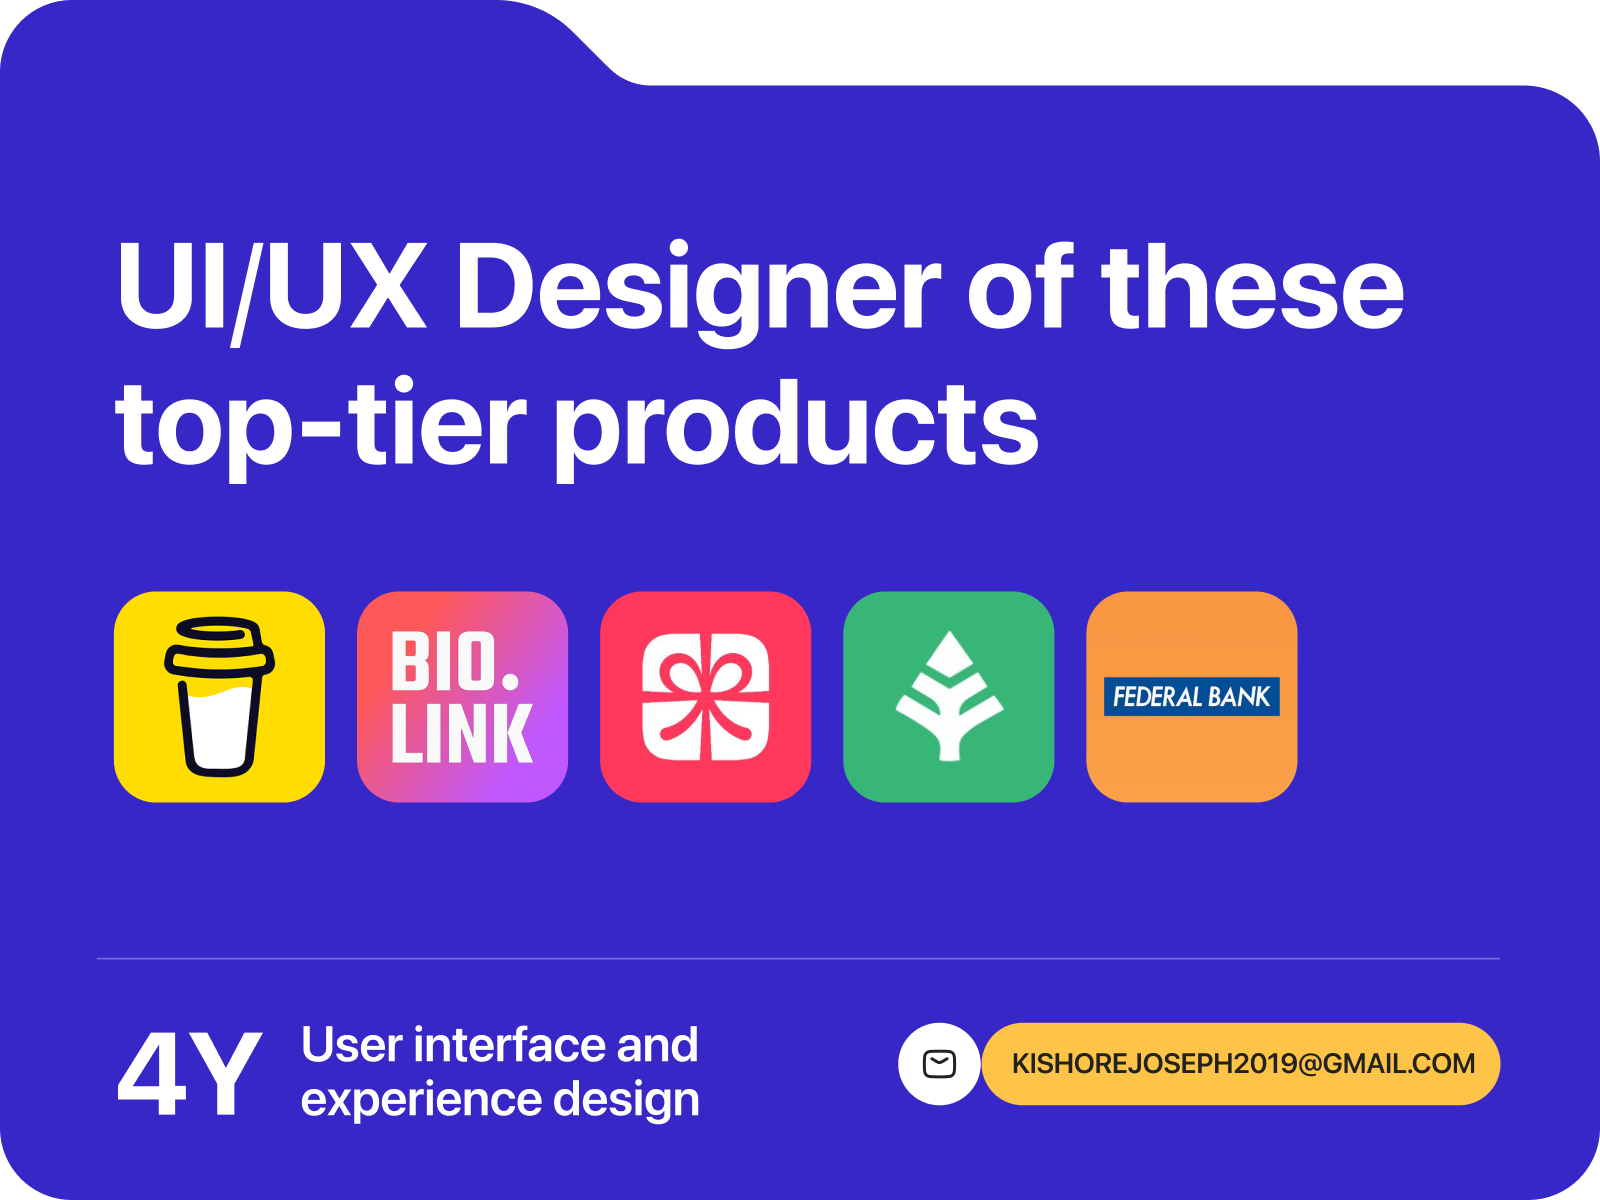 UI/UX Designer of these
top-tier products
BIO.
LINK
FEDERAL BANK
4Y
User interface and
experience design
KISHOREJOSEPH2019@GMAIL.COM